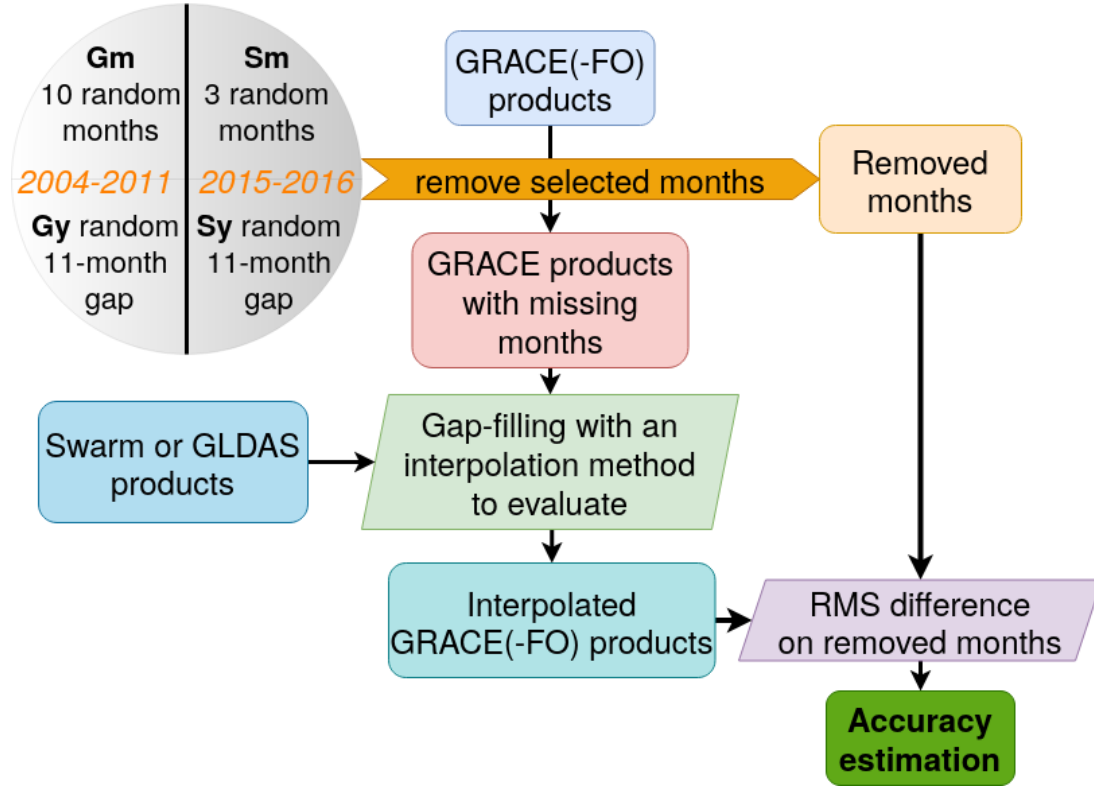 Gm
10 random
months
Sm
3 random
months
2004-2011
2015-2016
Gy random
11-month
gap
Sy random
11-month
gap
GRACE(-FO)
products
remove selected months
Removed
months
GRACE products
with missing
months
Swarm or GLDAS
products
Gap-filling with an
interpolation method
to evaluate
Interpolated
GRACE(-FO) products
RMS difference
on removed months
Accuracy
estimation